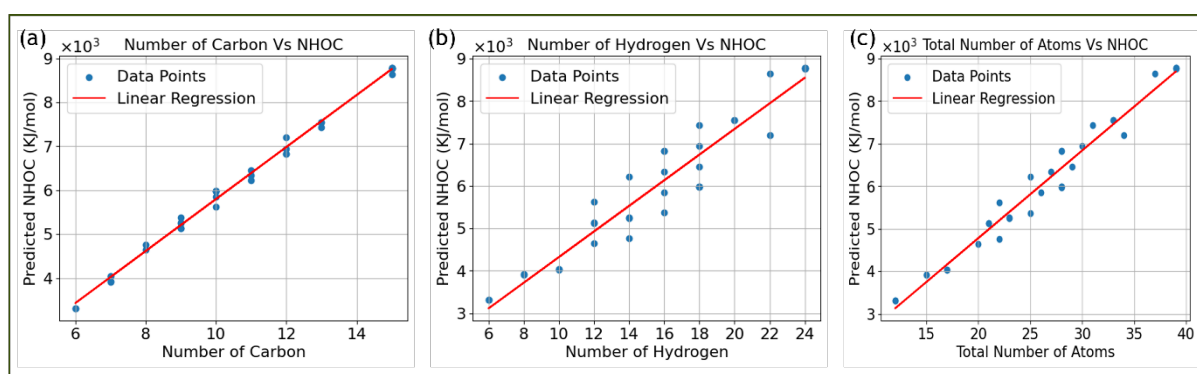 (a)
×10³
Number of Carbon Vs NHOC
Data Points
Linear Regression
Predicted NHOC (KJ/mol)
9
8
7
6
5
4
6
8
10
12
14
Number of Carbon
(b)
×10³
Number of Hydrogen Vs NHOC
Data Points
Linear Regression
Predicted NHOC (KJ/mol)
9
8
7
6
5
4
3
6
8
10
12
14
16
18
20
22
24
Number of Hydrogen
(c)
×10³
Total Number of Atoms Vs NHOC
Data Points
Linear Regression
Predicted NHOC (KJ/mol)
9
8
7
6
5
4
3
15
20
25
30
35
40
Total Number of Atoms